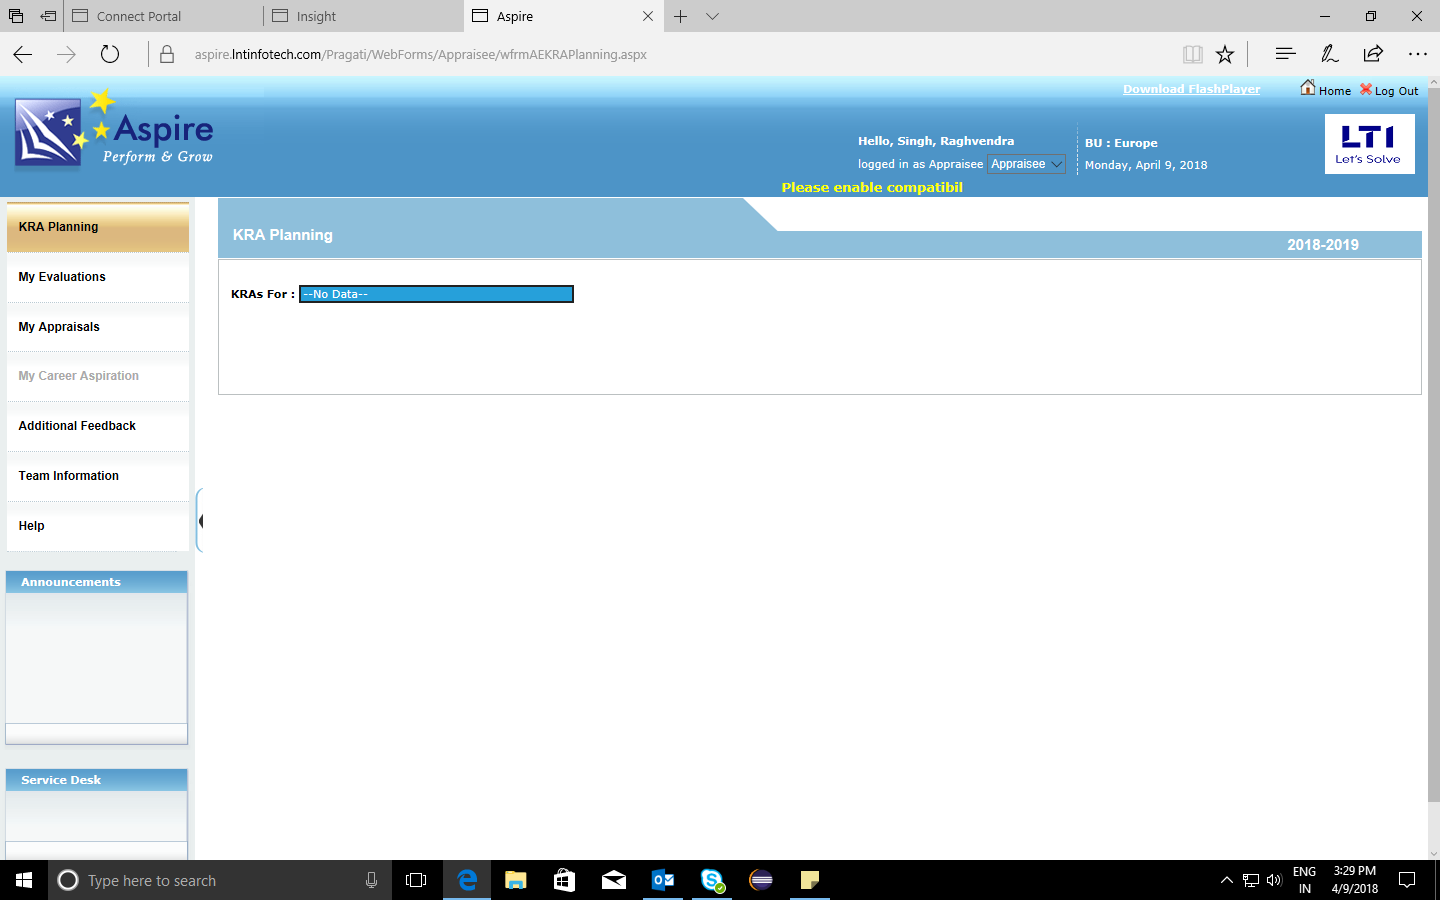 Connect Portal
Insight
Aspire
aspire.lntinfotech.com/Pragati/WebForms/Appraisee/wfrmAEKRAPlanning.aspx
Download FlashPlayer
Home
Log Out
Aspire
Perform & Grow
Hello, Singh, Raghvendra
logged in as Appraisee Appraisee
BU : Europe
Monday, April 9, 2018
LTI
Let's Solve
Please enable compatibil
KRA Planning
My Evaluations
My Appraisals
My Career Aspiration
Additional Feedback
Team Information
Help
Announcements
Service Desk
KRA Planning
2018-2019
KRAs For : --No Data--
Type here to search
ENG
IN
3:29 PM
4/9/2018